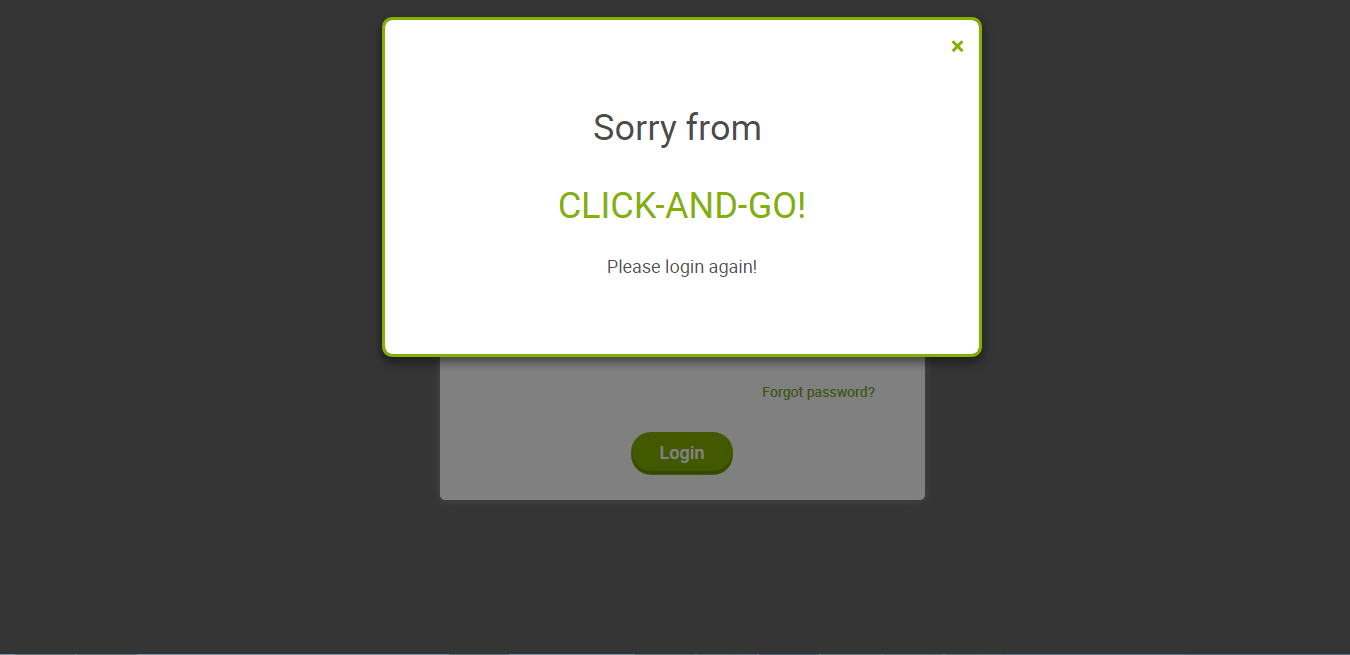 ×
Sorry from
CLICK-AND-GO!
Please login again!
Forgot password?
Login